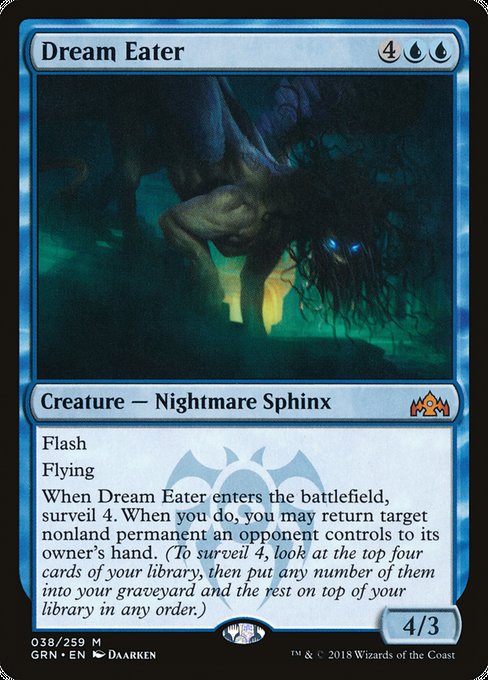 Dream Eater 4
Creature — Nightmare Sphinx
Flash
Flying
When Dream Eater enters the battlefield,
surveil 4. When you do, you may return target
nonland permanent an opponent controls to its
owner's hand. (To surveil 4, look at the top four
cards of your library, then put any number of them
into your graveyard and the rest on top of your
library in any order.)
4/3
038/259 M
GRN • EN Daarken ™ & © 2018 Wizards of the Coast